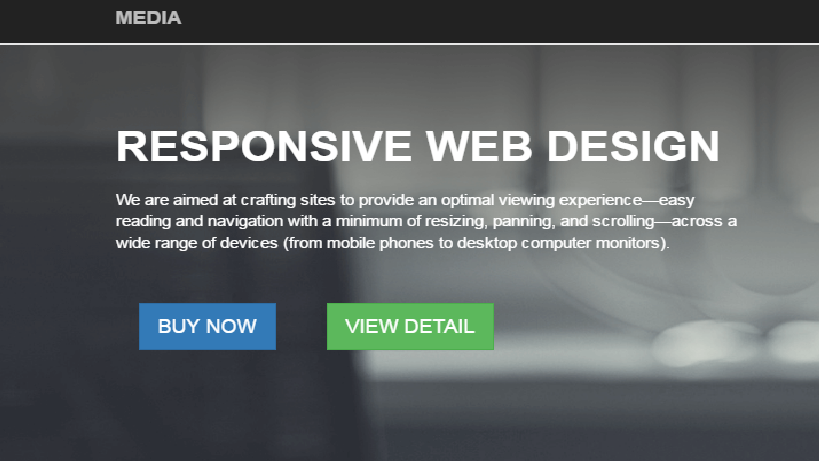 MEDIA
RESPONSIVE WEB DESIGN
We are aimed at crafting sites to provide an optimal viewing experience—easy
reading and navigation with a minimum of resizing, panning, and scrolling—across a
wide range of devices (from mobile phones to desktop computer monitors).
BUY NOW VIEW DETAIL